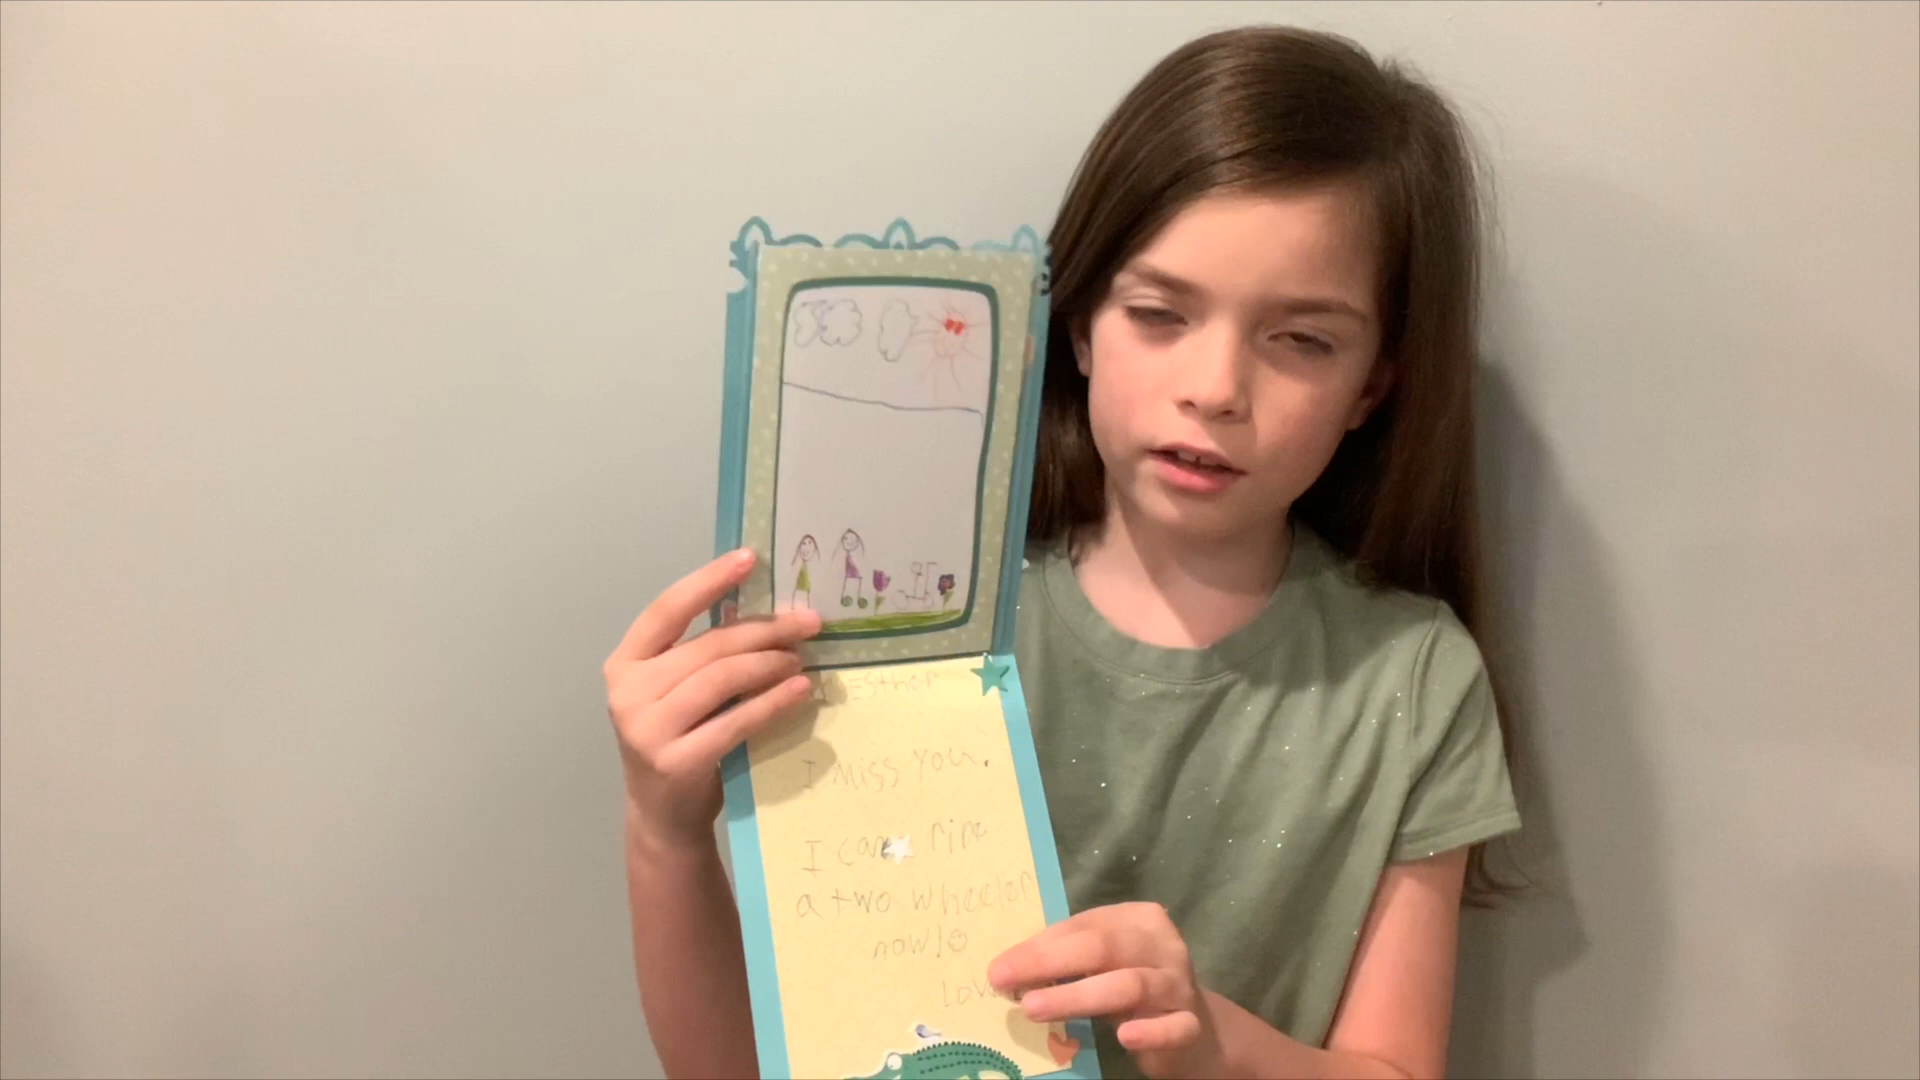 Esther
I miss you.
I can ride
a two wheeler
now!
Love